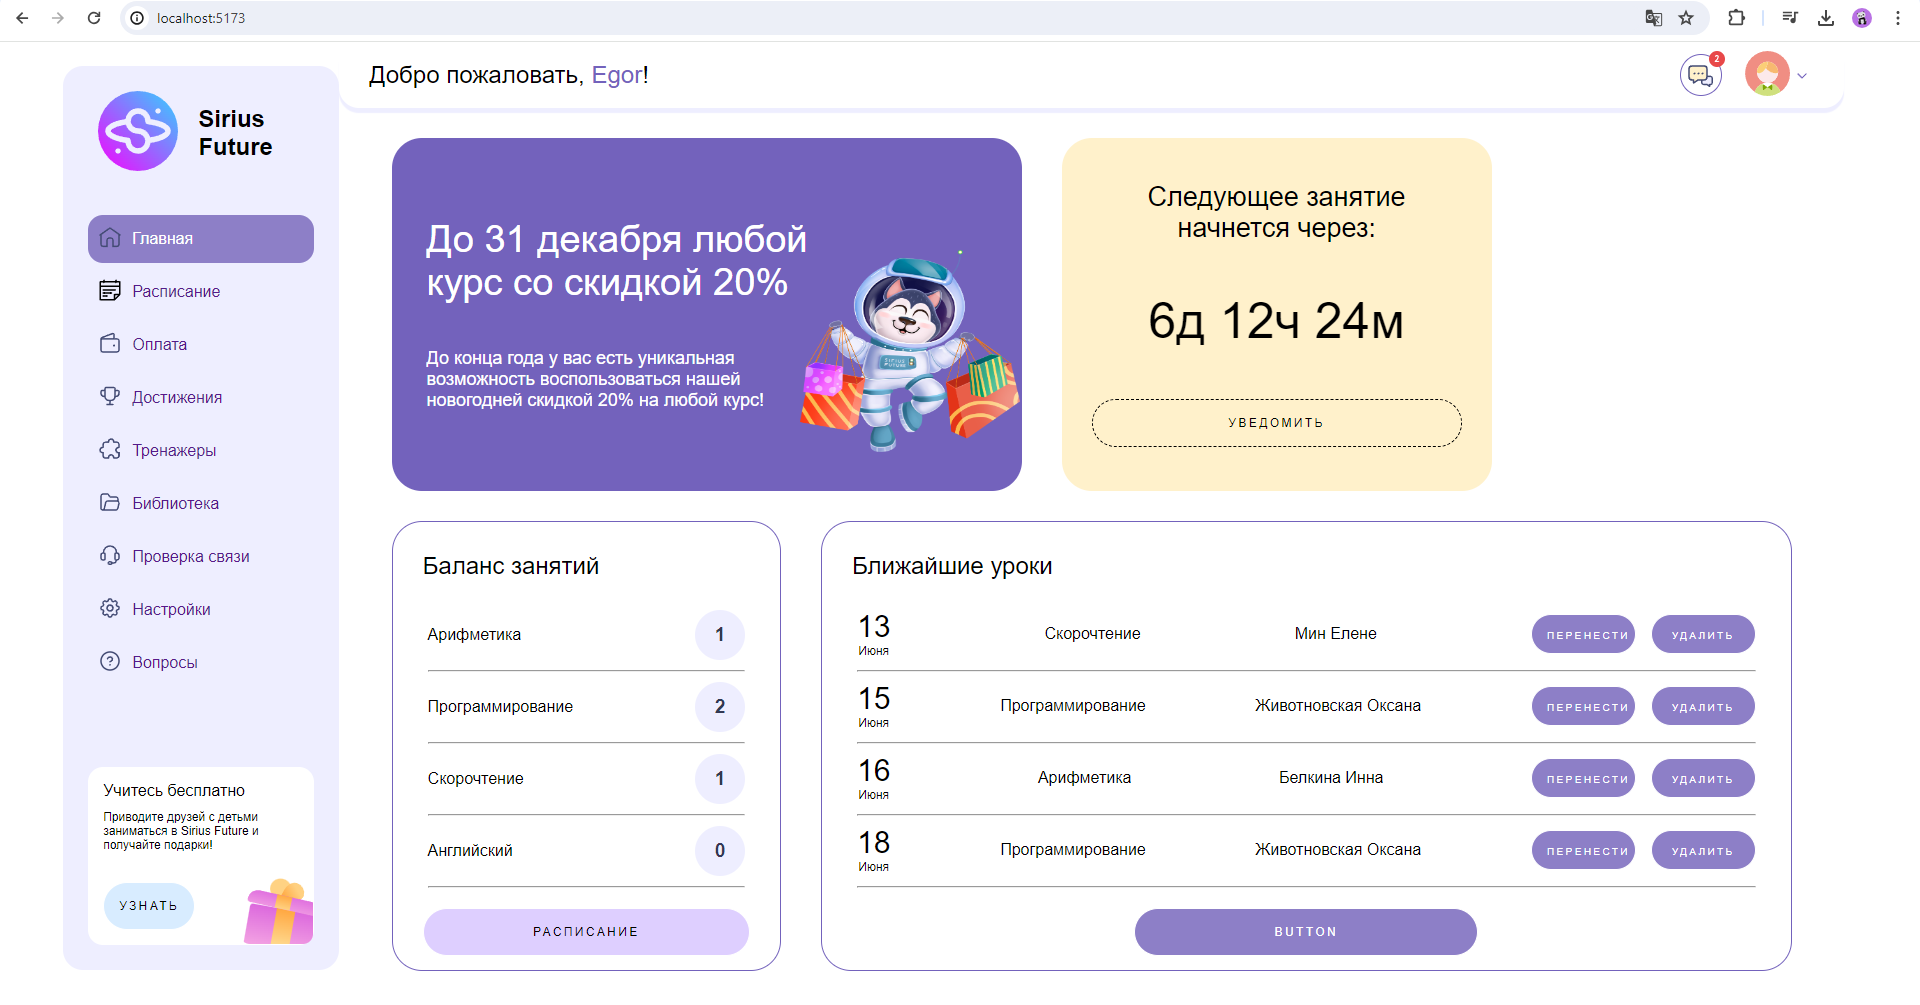 localhost:5173
Sirius
Future
Главная
Расписание
Оплата
Достижения
Тренажеры
Библиотека
Проверка связи
Настройки
Вопросы
Учитесь бесплатно
Приводите друзей с детьми
заниматься в Sirius Future и
получайте подарки!
УЗНАТЬ
Добро пожаловать, Egor!
2
До 31 декабря любой
курс со скидкой 20%
До конца года у вас есть уникальная
возможность воспользоваться нашей
новогодней скидкой 20% на любой курс!
SIRIUS
FUTURE
Следующее занятие
начнется через:
6д 12ч 24м
УВЕДОМИТЬ
Баланс занятий
Арифметика 1
Программирование 2
Скорочтение 1
Английский 0
РАСПИСАНИЕ
Ближайшие уроки
13 Июня Скорочтение Мин Елене ПЕРЕНЕСТИ УДАЛИТЬ
15 Июня Программирование Животновская Оксана ПЕРЕНЕСТИ УДАЛИТЬ
16 Июня Арифметика Белкина Инна ПЕРЕНЕСТИ УДАЛИТЬ
18 Июня Программирование Животновская Оксана ПЕРЕНЕСТИ УДАЛИТЬ
BUTTON